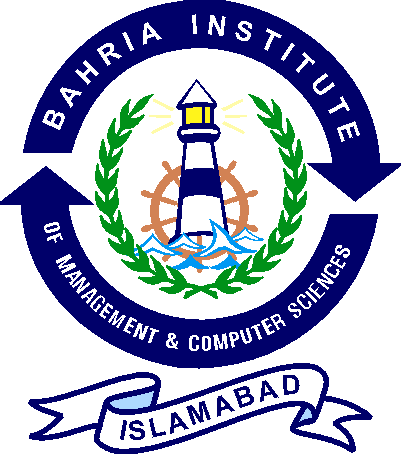 BAHRIA INSTITUTE
OF MANAGEMENT & COMPUTER SCIENCES
ISLAMABAD